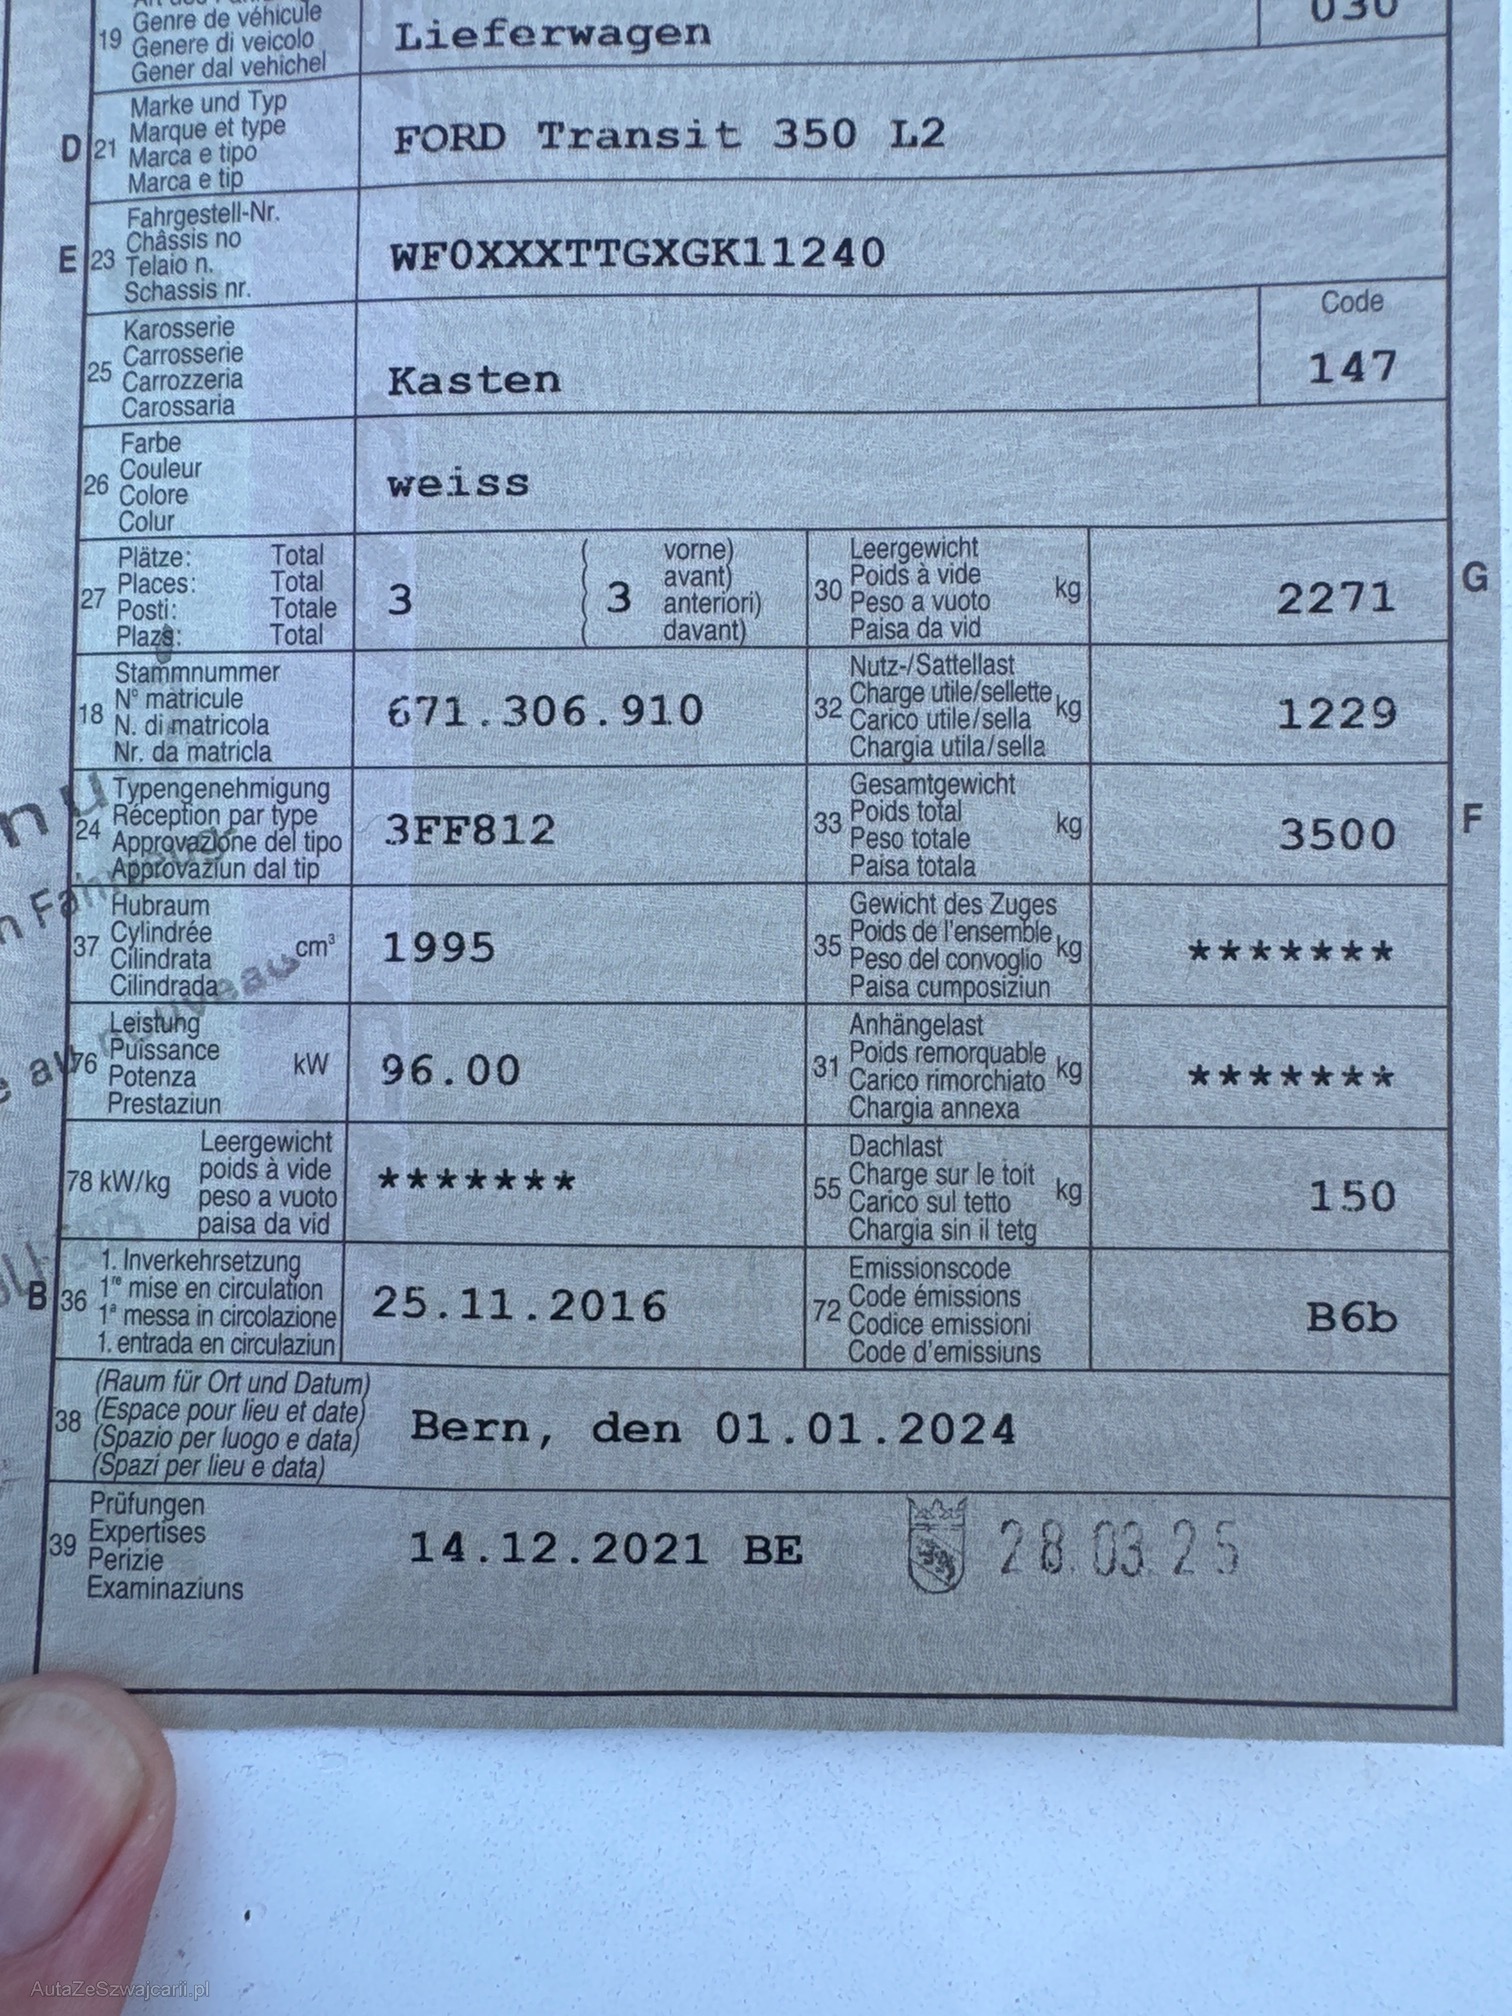 19 Genre de véhicule
Genere di veicolo
Gener dal vehichel
Lieferwagen
030
D 21 Marke und Typ
Marque et type
Marca e tipo
Marca e tip
FORD Transit 350 L2
E 23 Fahrgestell-Nr.
Châssis no
Telaio n.
Schassis nr.
WF0XXXTTGXGK11240
25 Karosserie
Carrosserie
Carrozzeria
Carossaria
Kasten
Code
147
26 Farbe
Couleur
Colore
Colur
weiss
27 Plätze: Total
Places: Total
Posti: Totale
Plazs: Total
3
( 3 vorne)
( avant)
( anteriori)
( davant)
30 Leergewicht
Poids à vide
Peso a vuoto
Paisa da vid
kg
2271
G
18 Stammnummer
N° matricule
N. di matricola
Nr. da matricla
671.306.910
32 Nutz-/Sattellast
Charge utile/sellette
Carico utile/sella
Chargia utila/sella
kg
1229
24 Typengenehmigung
Réception par type
Approvazione del tipo
Approvaziun dal tip
3FF812
33 Gesamtgewicht
Poids total
Peso totale
Paisa totala
kg
3500
F
37 Hubraum
Cylindrée
Cilindrata
Cilindrada
cm³
1995
35 Gewicht des Zuges
Poids de l'ensemble
Peso del convoglio
Paisa cumposiziun
kg
*******
76 Leistung
Puissance
Potenza
Prestaziun
kW
96.00
31 Anhängelast
Poids remorquable
Carico rimorchiato
Chargia annexa
kg
*******
78 kW/kg
Leergewicht
poids à vide
peso a vuoto
paisa da vid
*******
55 Dachlast
Charge sur le toit
Carico sul tetto
Chargia sin il tetg
kg
150
B 36 1. Inverkehrsetzung
1re mise en circulation
1a messa in circolazione
1. entrada en circulaziun
25.11.2016
72 Emissionscode
Code émissions
Codice emissioni
Code d'emissiuns
B6b
38 (Raum für Ort und Datum)
(Espace pour lieu et date)
(Spazio per luogo e data)
(Spazi per lieu e data)
Bern, den 01.01.2024
39 Prüfungen
Expertises
Perizie
Examinaziuns
14.12.2021 BE
28.03.25
AutaZeSzwajcarii.pl